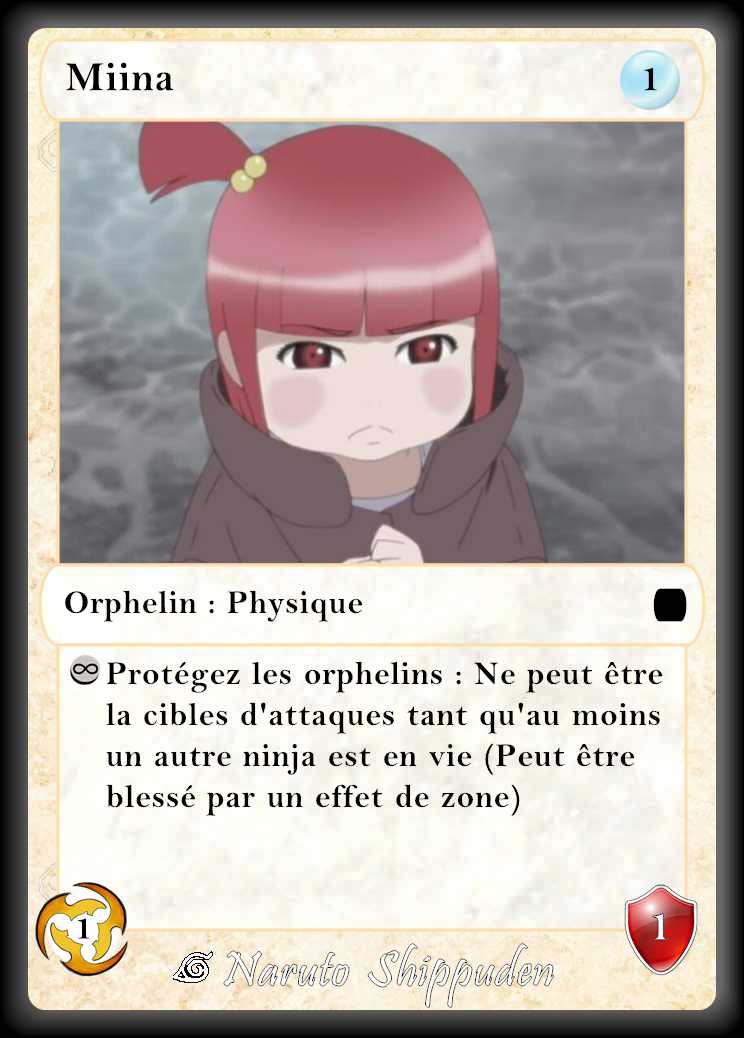 Miina
1
Orphelin : Physique
Protégez les orphelins : Ne peut être
la cibles d'attaques tant qu'au moins
un autre ninja est en vie (Peut être
blessé par un effet de zone)
1
1
Naruto Shippuden